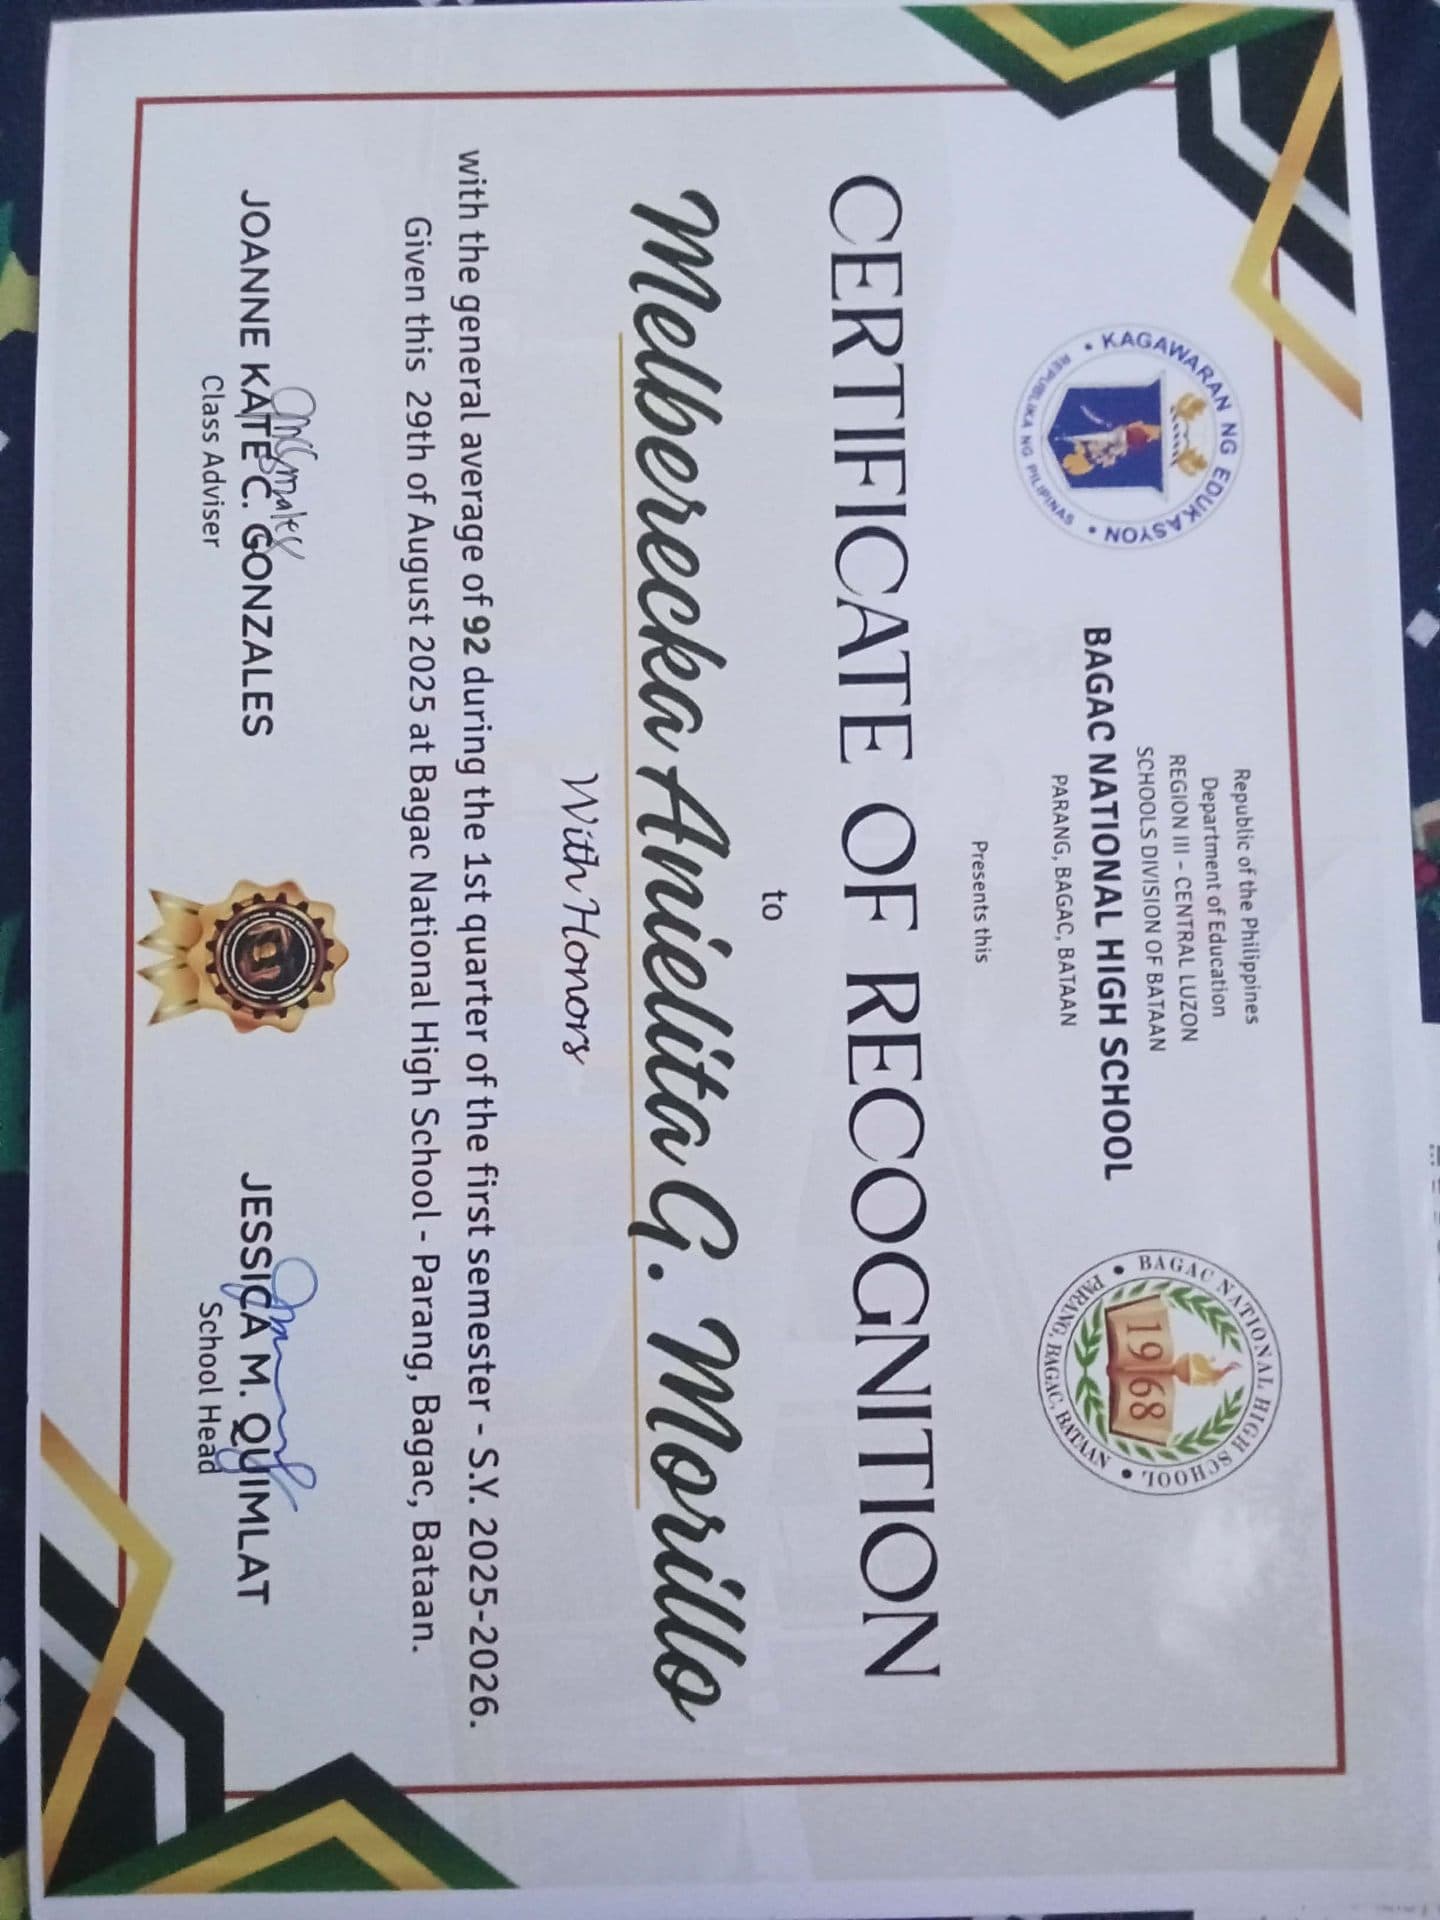 Republic of the Philippines
Department of Education
REGION III - CENTRAL LUZON
SCHOOLS DIVISION OF BATAAN
BAGAC NATIONAL HIGH SCHOOL
PARANG, BAGAC, BATAAN
KAGAWARAN NG EDUKASYON
REPUBLIKA NG PILIPINAS
BAGAC NATIONAL HIGH SCHOOL
PARANG, BAGAC, BATAAN
1968
Presents this
CERTIFICATE OF RECOGNITION
to
Melberecka Anielita G. Morillo
With Honors
with the general average of 92 during the 1st quarter of the first semester - S.Y. 2025-2026.
Given this 29th of August 2025 at Bagac National High School - Parang, Bagac, Bataan.
JOANNE KATE C. GONZALES
Class Adviser
JESSICA M. QUIMLAT
School Head